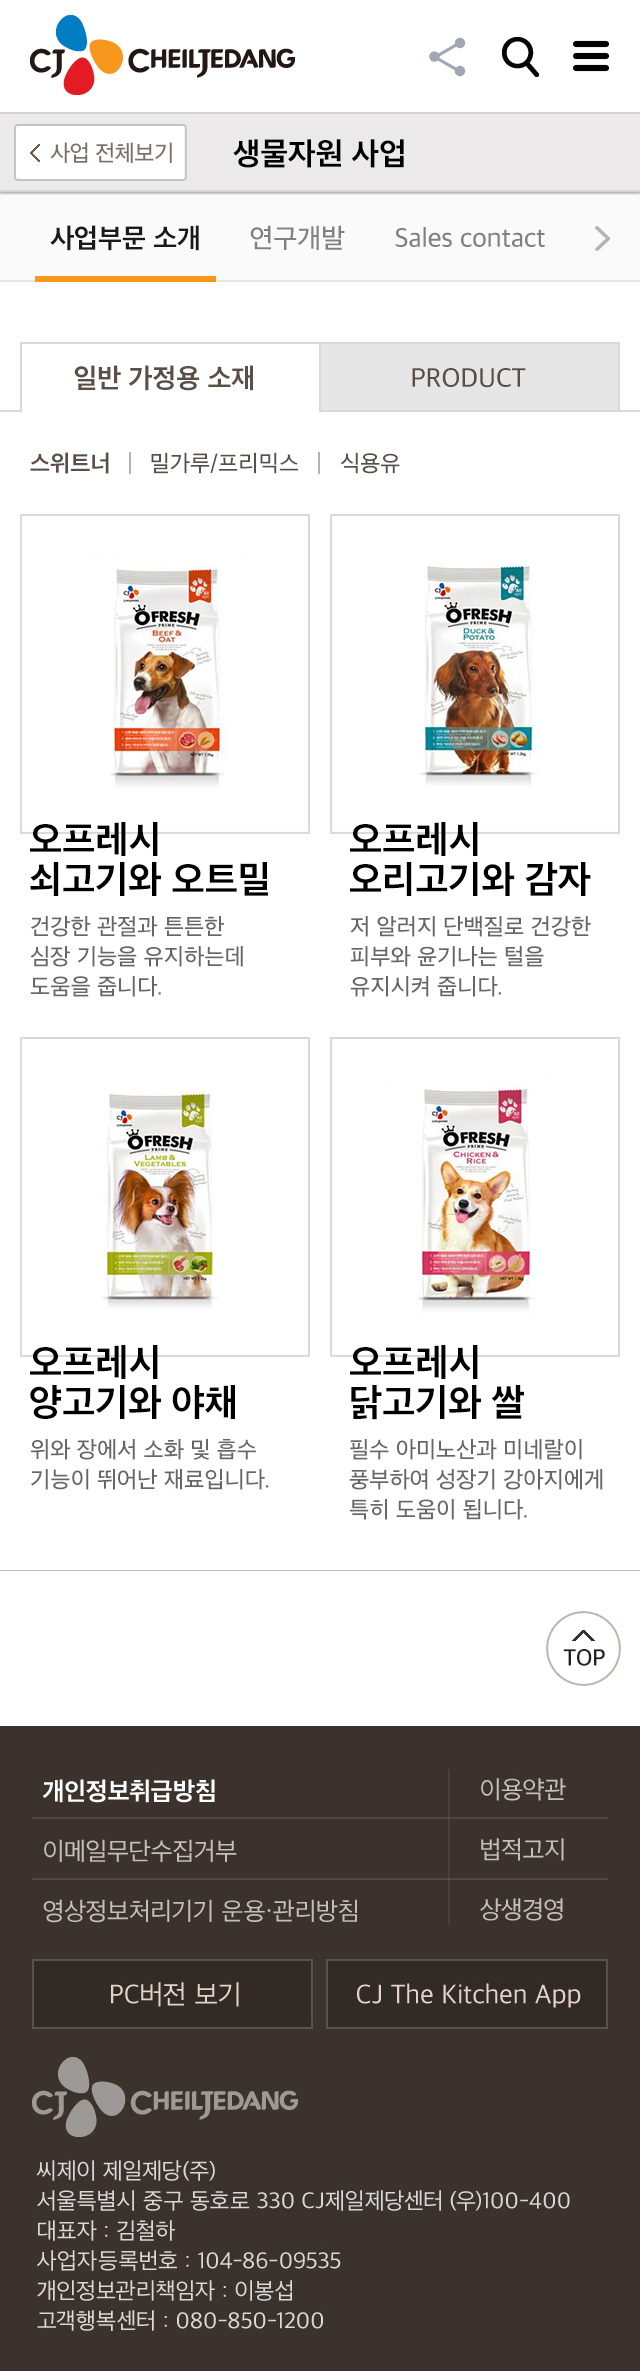 CJ CHEILJEDANG
사업 전체보기
생물자원 사업
사업부문 소개
연구개발
Sales contact
일반 가정용 소재
PRODUCT
스위트너
밀가루/프리믹스
식용유
CJ
OFRESH
PRIME
BEEF &
OAT
CJ
OFRESH
PRIME
DUCK &
POTATO
오프레시
쇠고기와 오트밀
건강한 관절과 튼튼한
심장 기능을 유지하는데
도움을 줍니다.
오프레시
오리고기와 감자
저 알러지 단백질로 건강한
피부와 윤기나는 털을
유지시켜 줍니다.
CJ
OFRESH
PRIME
LAMB &
VEGETABLES
CJ
OFRESH
PRIME
CHICKEN &
RICE
오프레시
양고기와 야채
위와 장에서 소화 및 흡수
기능이 뛰어난 재료입니다.
오프레시
닭고기와 쌀
필수 아미노산과 미네랄이
풍부하여 성장기 강아지에게
특히 도움이 됩니다.
TOP
개인정보취급방침
이용약관
이메일무단수집거부
법적고지
영상정보처리기기 운용·관리방침
상생경영
PC버전 보기
CJ The Kitchen App
CJ CHEILJEDANG
씨제이 제일제당(주)
서울특별시 중구 동호로 330 CJ제일제당센터 (우)100-400
대표자 : 김철하
사업자등록번호 : 104-86-09535
개인정보관리책임자 : 이봉섭
고객행복센터 : 080-850-1200